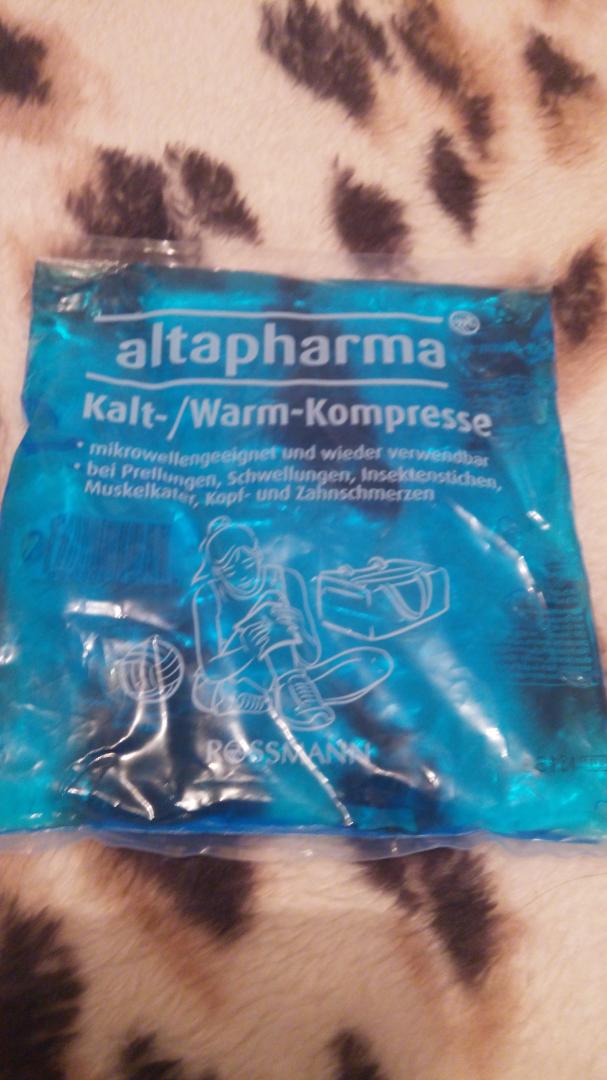 altapharma
Kalt-/Warm-Kompresse
• mikrowellengeeignet und wieder verwendbar
• bei Prellungen, Schwellungen, Insektenstichen,
Muskelkater, Kopf- und Zahnschmerzen
ROSSMANN